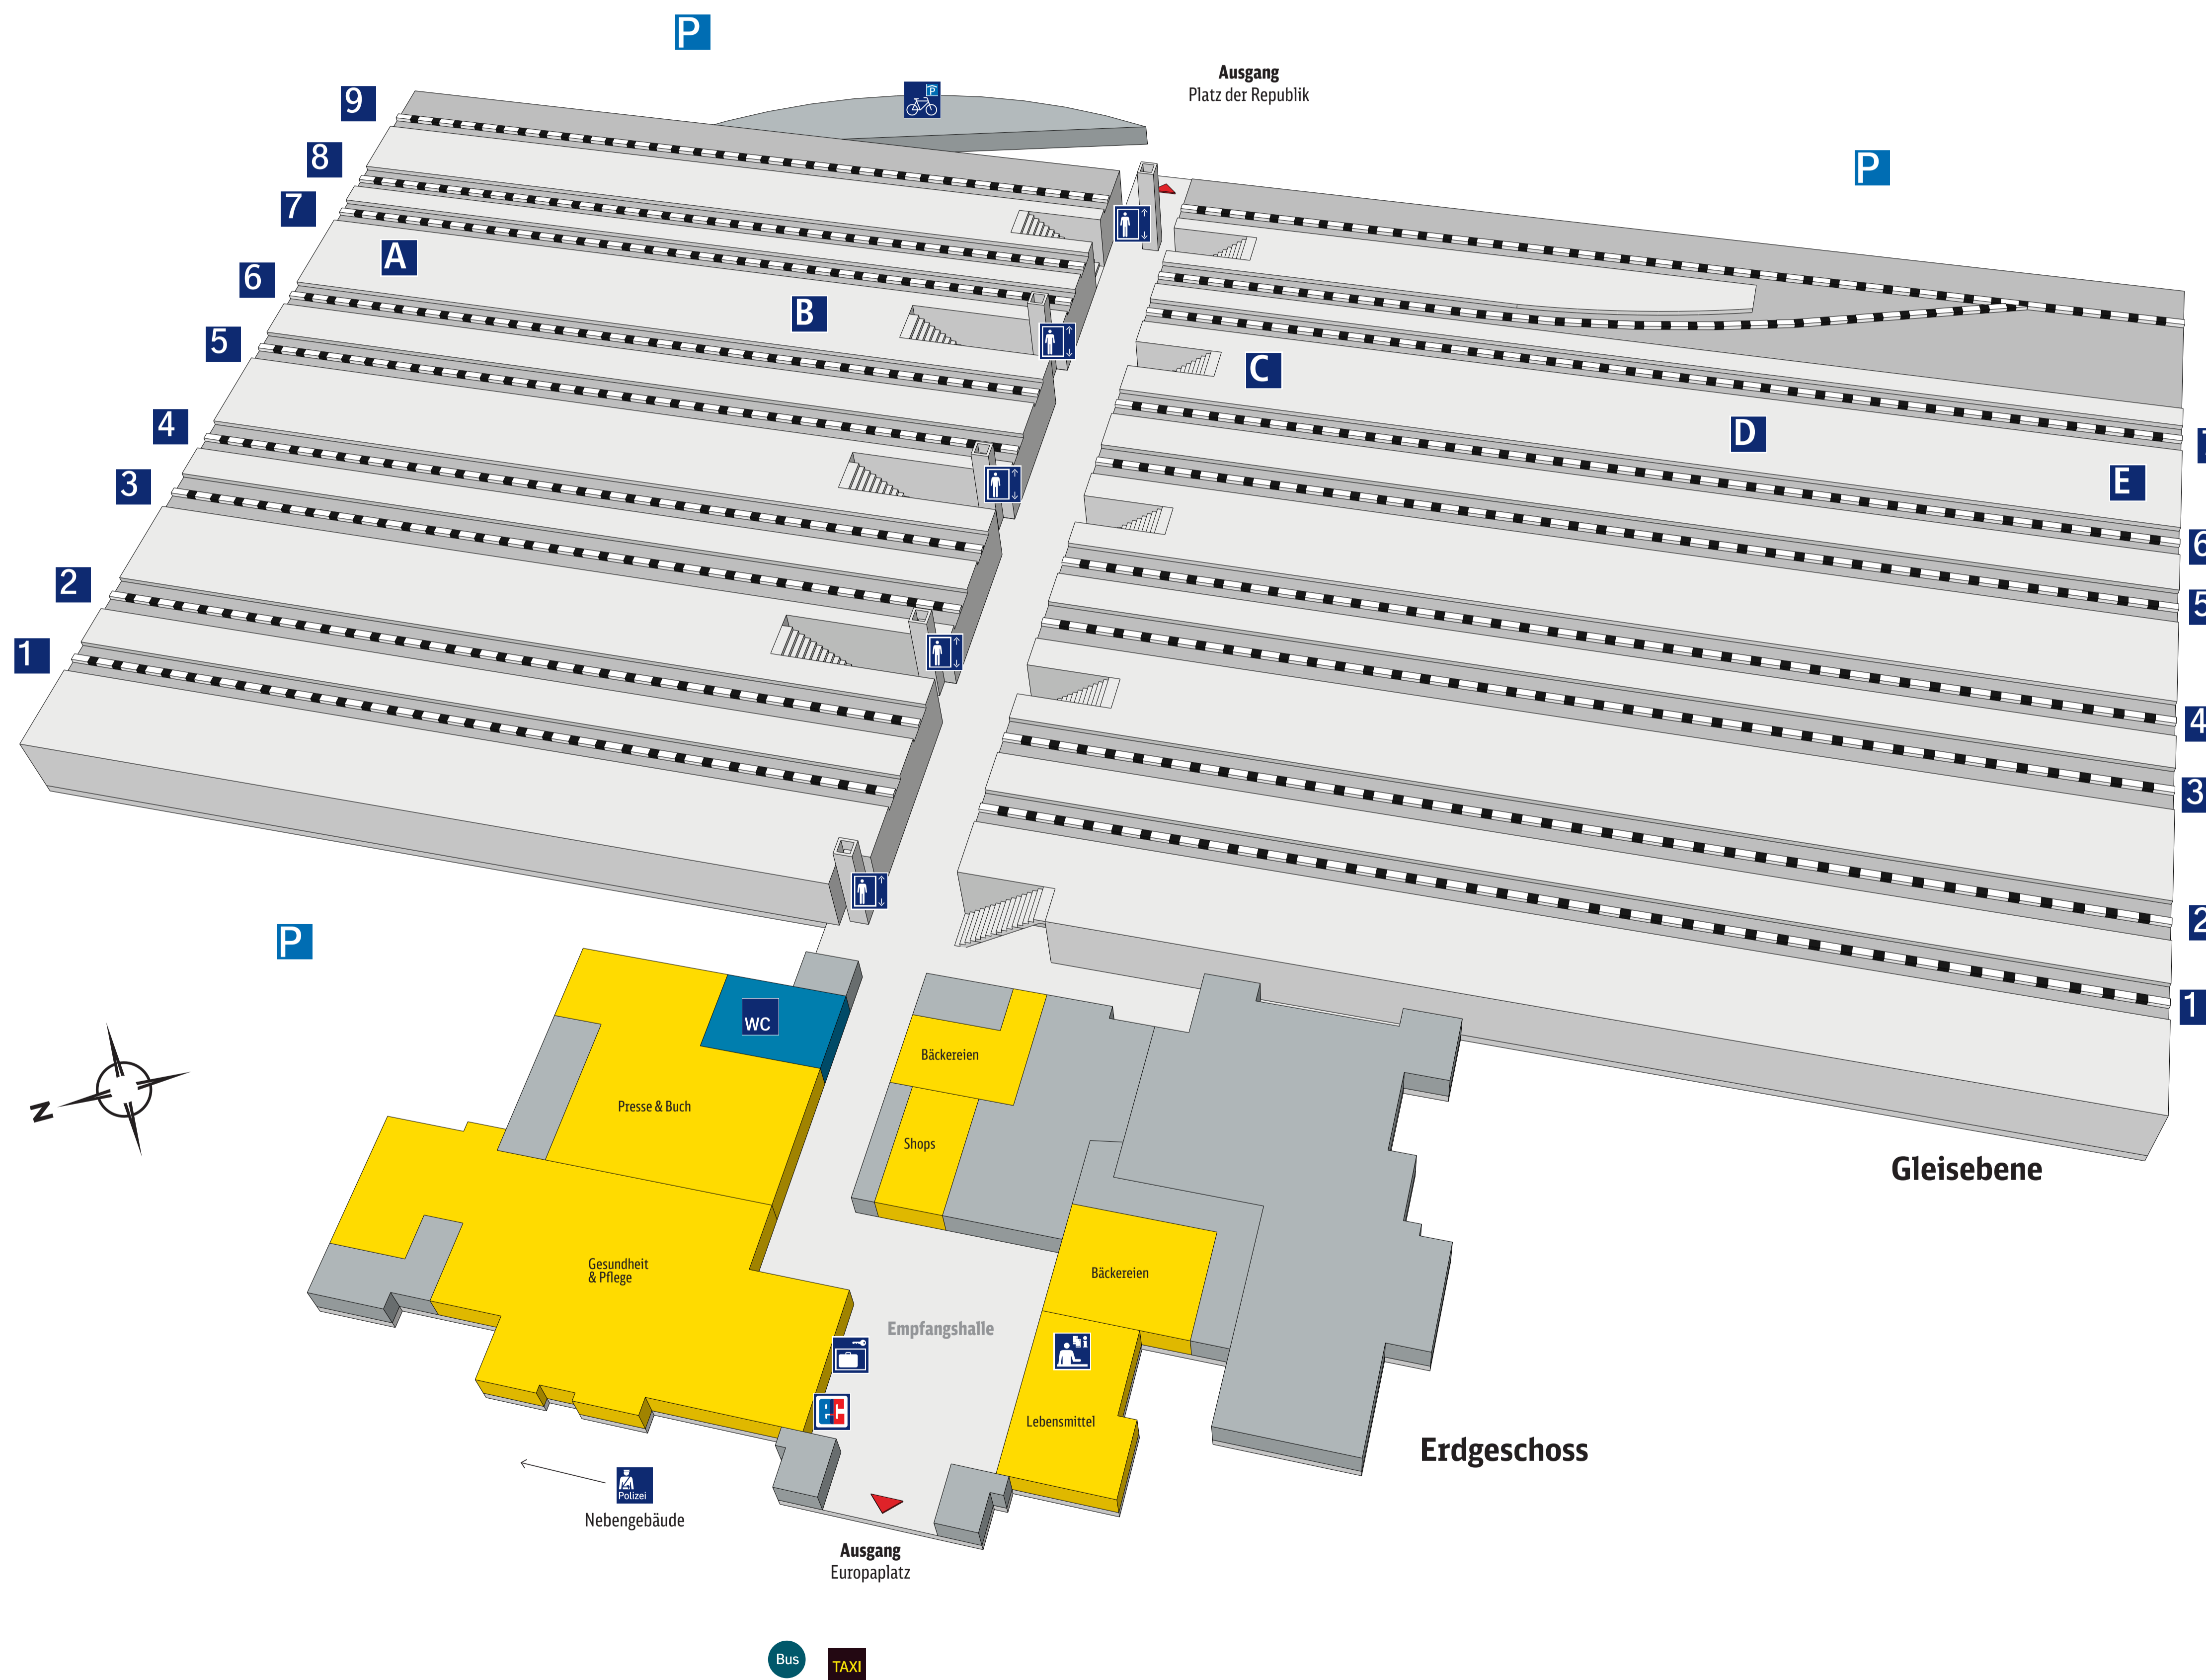 P
Ausgang
Platz der Republik
P
P
9
8
7
6
5
4
3
2
1
A
B
C
D
E
6
5
4
3
2
1
P
WC
Bäckereien
Presse & Buch
Shops
Gleisebene
Gesundheit
& Pflege
Bäckereien
Empfangshalle
EC
Lebensmittel
Erdgeschoss
N
Polizei
Nebengebäude
Ausgang
Europaplatz
Bus
TAXI